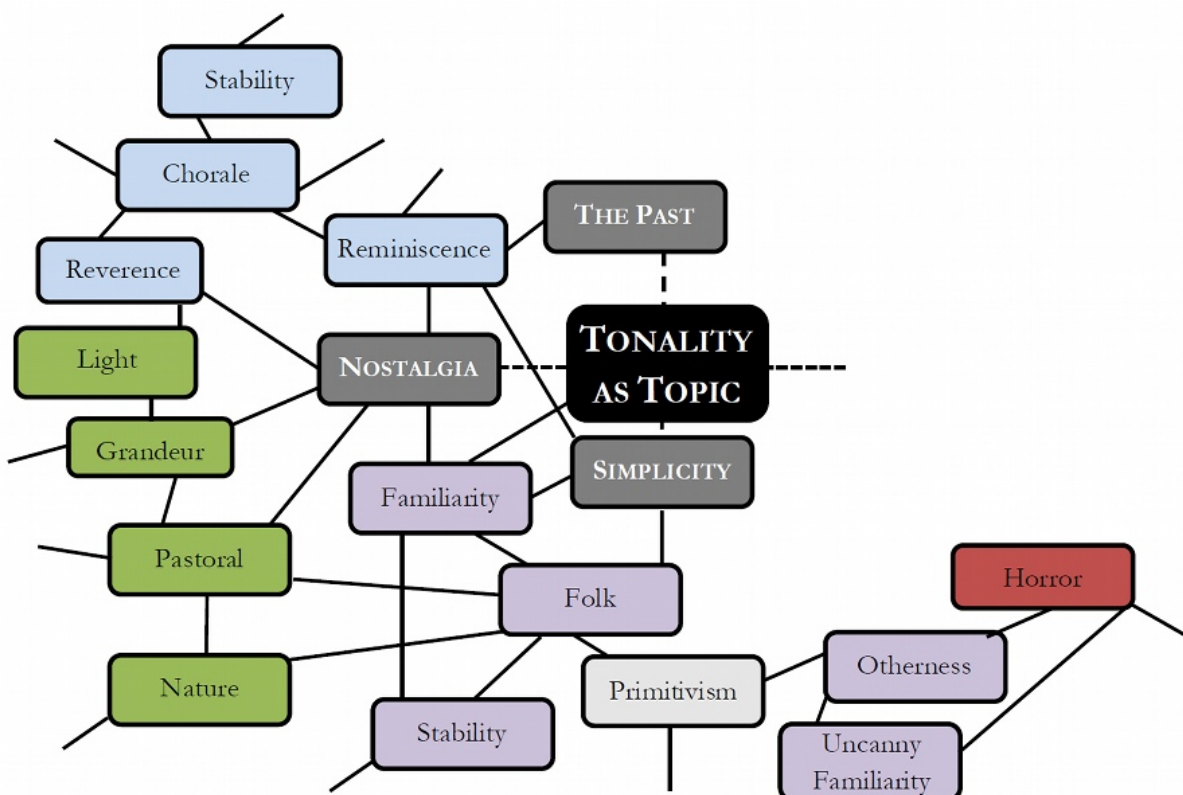 Stability
Chorale
THE PAST
Reminiscence
Reverence
TONALITY
AS TOPIC
Light
NOSTALGIA
Grandeur
SIMPLICITY
Familiarity
Pastoral
Horror
Folk
Otherness
Nature
Primitivism
Stability
Uncanny
Familiarity